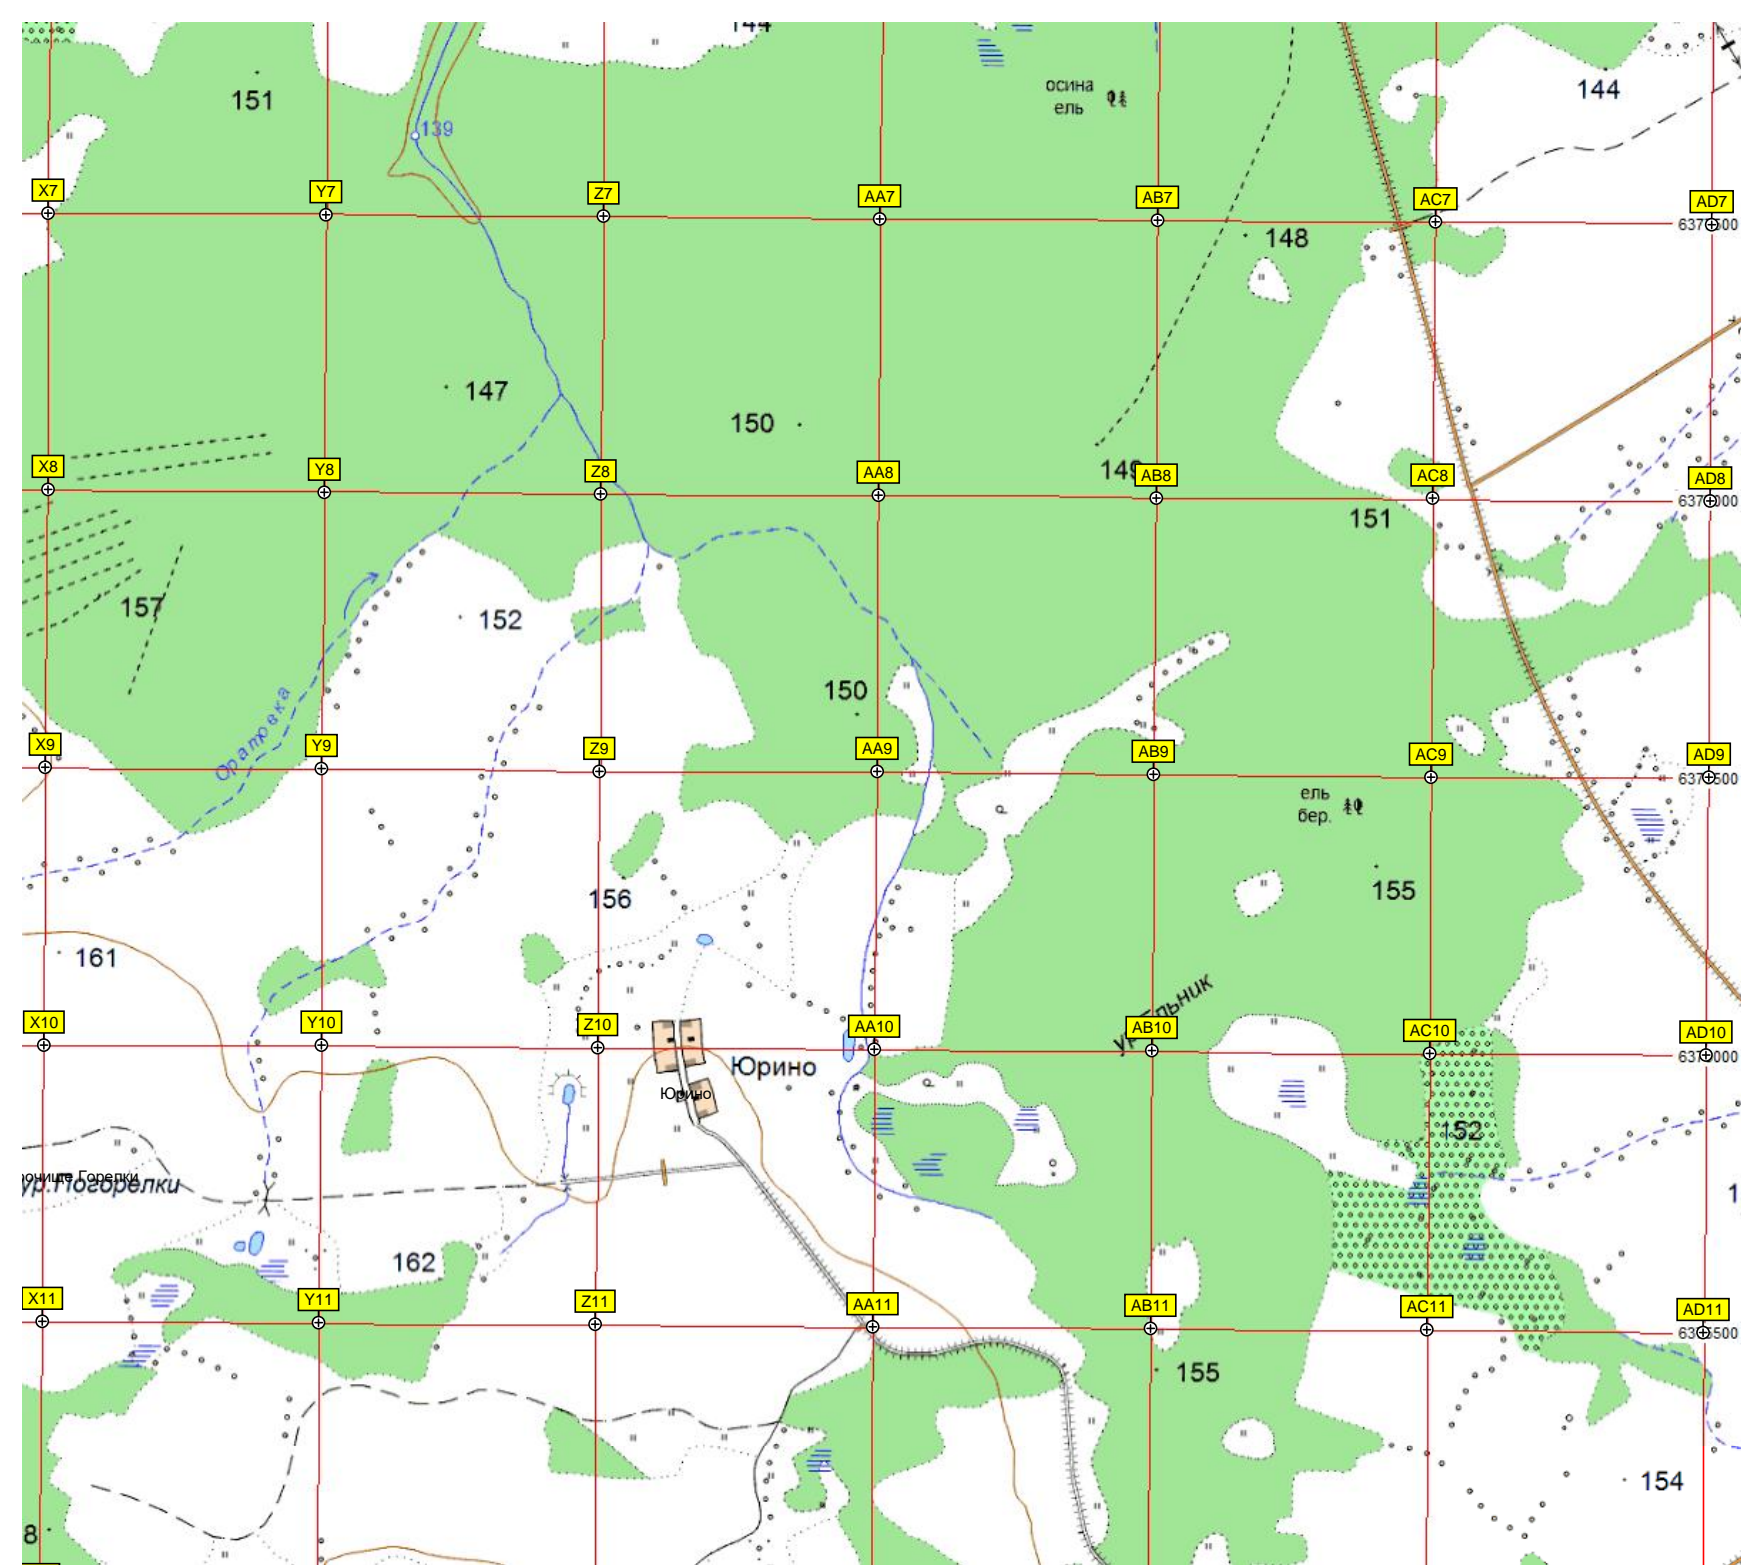 144
151
осина
ель
144
139
X7
Y7
Z7
AA7
AB7
AC7
AD7
148
147
150
149
X8
Y8
Z8
AA8
AB8
AC8
AD8
151
157
152
150
Оратовка
X9
Y9
Z9
AA9
AB9
AC9
AD9
ель
бер.
156
155
161
X10
Y10
Z10
AA10
AB10
AC10
AD10
Юрино
Юрино
152
ур.Погорелки
162
X11
Y11
Z11
AA11
AB11
AC11
AD11
155
154
8